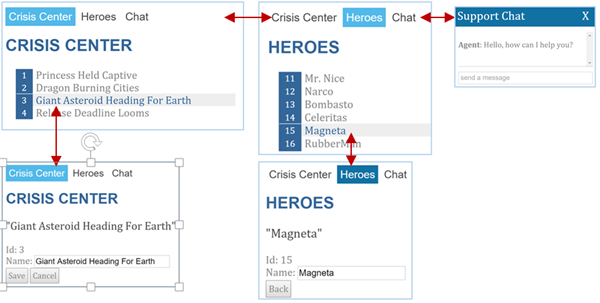 Crisis Center Heroes Chat
CRISIS CENTER
1 Princess Held Captive
2 Dragon Burning Cities
3 Giant Asteroid Heading For Earth
4 Release Deadline Looms
Crisis Center Heroes Chat
HEROES
11 Mr. Nice
12 Narco
13 Bombasto
14 Celeritas
15 Magneta
16 RubberMan
Support Chat X
Agent: Hello, how can I help you?
send a message
Crisis Center Heroes Chat
CRISIS CENTER
"Giant Asteroid Heading For Earth"
Id: 3
Name: Giant Asteroid Heading For Earth
Save Cancel
Crisis Center Heroes Chat
HEROES
"Magneta"
Id: 15
Name: Magneta
Back